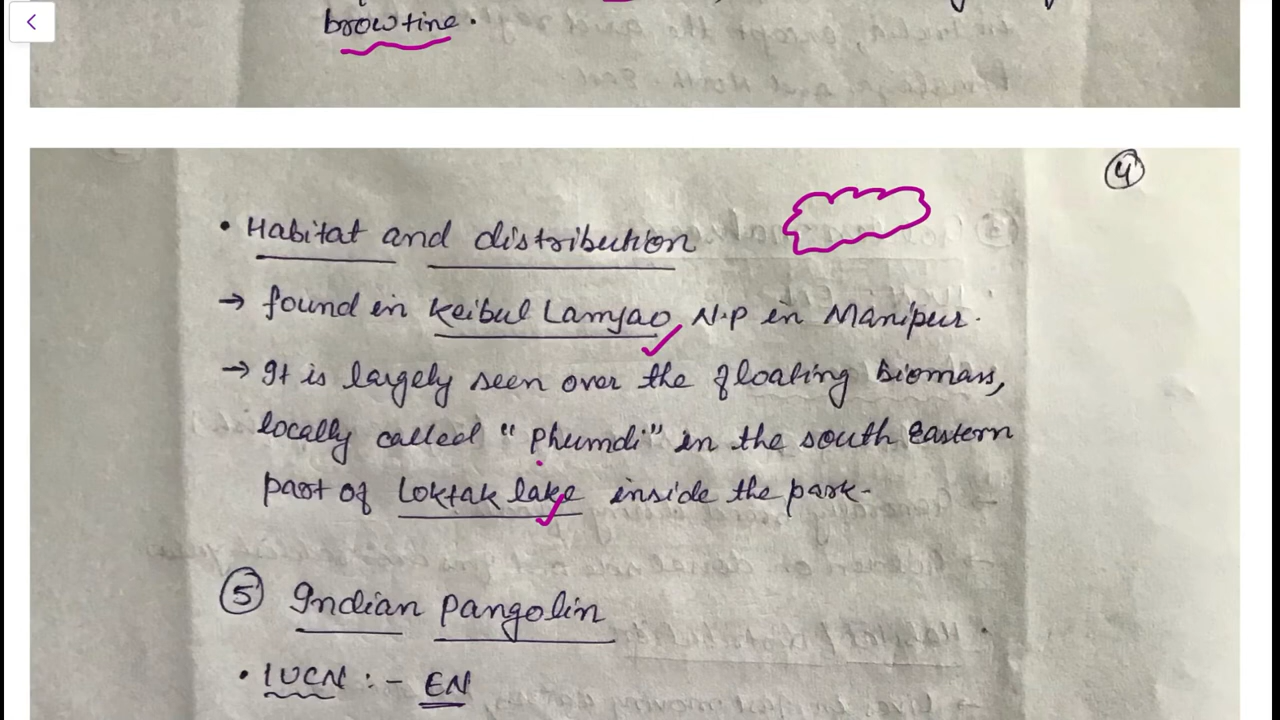 browtine.
4
• Habitat and distribution
→ found in Keibul Lamjao N.P in Manipur.
→ It is largely seen over the floating Biomass,
locally called "Phumdi" in the south Eastern
part of Loktak lake inside the park-
5 Indian Pangolin
• IUCN :- EN